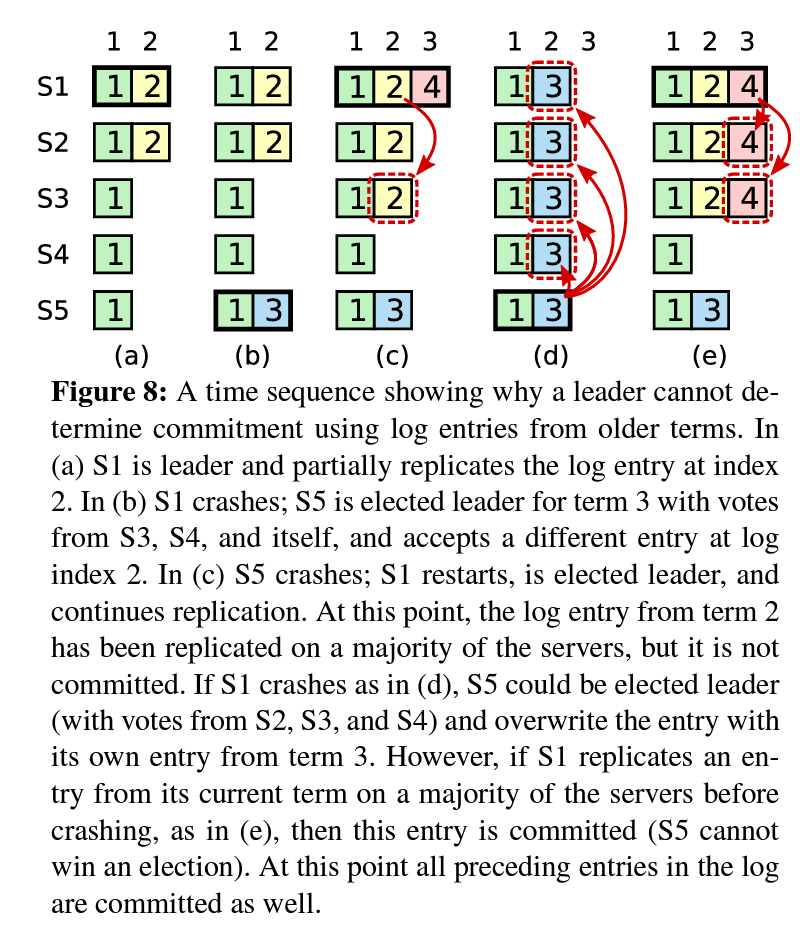 1 2 1 2 1 2 3 1 2 3 1 2 3
S1 1 2 1 2 1 2 4 1 3 1 2 4
S2 1 2 1 2 1 2 1 3 1 2 4
S3 1 1 1 2 1 3 1 2 4
S4 1 1 1 1 3 1
S5 1 1 3 1 3 1 3 1 3
(a) (b) (c) (d) (e)
Figure 8: A time sequence showing why a leader cannot de-
termine commitment using log entries from older terms. In
(a) S1 is leader and partially replicates the log entry at index
2. In (b) S1 crashes; S5 is elected leader for term 3 with votes
from S3, S4, and itself, and accepts a different entry at log
index 2. In (c) S5 crashes; S1 restarts, is elected leader, and
continues replication. At this point, the log entry from term 2
has been replicated on a majority of the servers, but it is not
committed. If S1 crashes as in (d), S5 could be elected leader
(with votes from S2, S3, and S4) and overwrite the entry with
its own entry from term 3. However, if S1 replicates an en-
try from its current term on a majority of the servers before
crashing, as in (e), then this entry is committed (S5 cannot
win an election). At this point all preceding entries in the log
are committed as well.